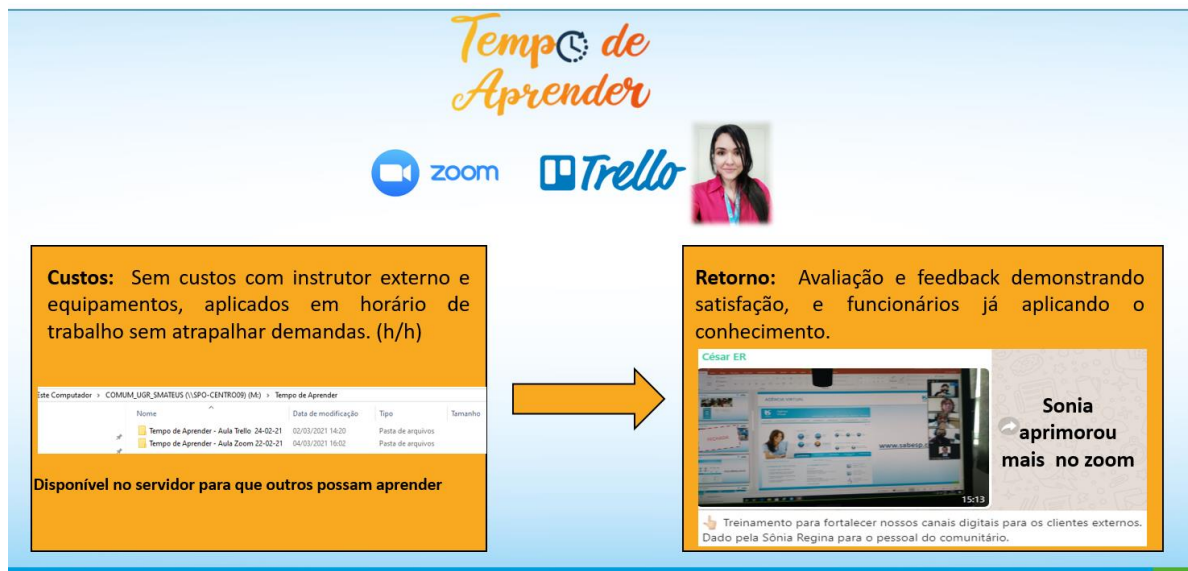 Tempo de
Aprender
zoom
Trello
Custos: Sem custos com instrutor externo e
equipamentos, aplicados em horário de
trabalho sem atrapalhar demandas. (h/h)
Este Computador > COMUM_UGR_SMATEUS (\\SPO-CENTRO09) (M:) > Tempo de Aprender
Nome Data de modificação Tipo Tamanho
Tempo de Aprender - Aula Trello 24-02-21 02/03/2021 14:20 Pasta de arquivos
Tempo de Aprender - Aula Zoom 22-02-21 04/03/2021 16:02 Pasta de arquivos
Disponível no servidor para que outros possam aprender
Retorno: Avaliação e feedback demonstrando
satisfação, e funcionários já aplicando o
conhecimento.
César ER
www.sabesp.c
15:13
Sonia
aprimorou
mais no zoom
👆🏻 Treinamento para fortalecer nossos canais digitais para os clientes externos.
Dado pela Sônia Regina para o pessoal do comunitário.